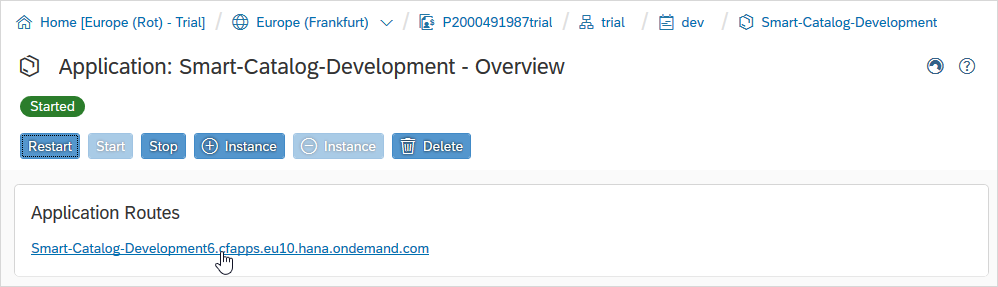 Home [Europe (Rot) - Trial] / Europe (Frankfurt) / P2000491987trial / trial / dev / Smart-Catalog-Development
Application: Smart-Catalog-Development - Overview
Started
Restart Start Stop Instance Instance Delete
Application Routes
Smart-Catalog-Development6.cfapps.eu10.hana.ondemand.com